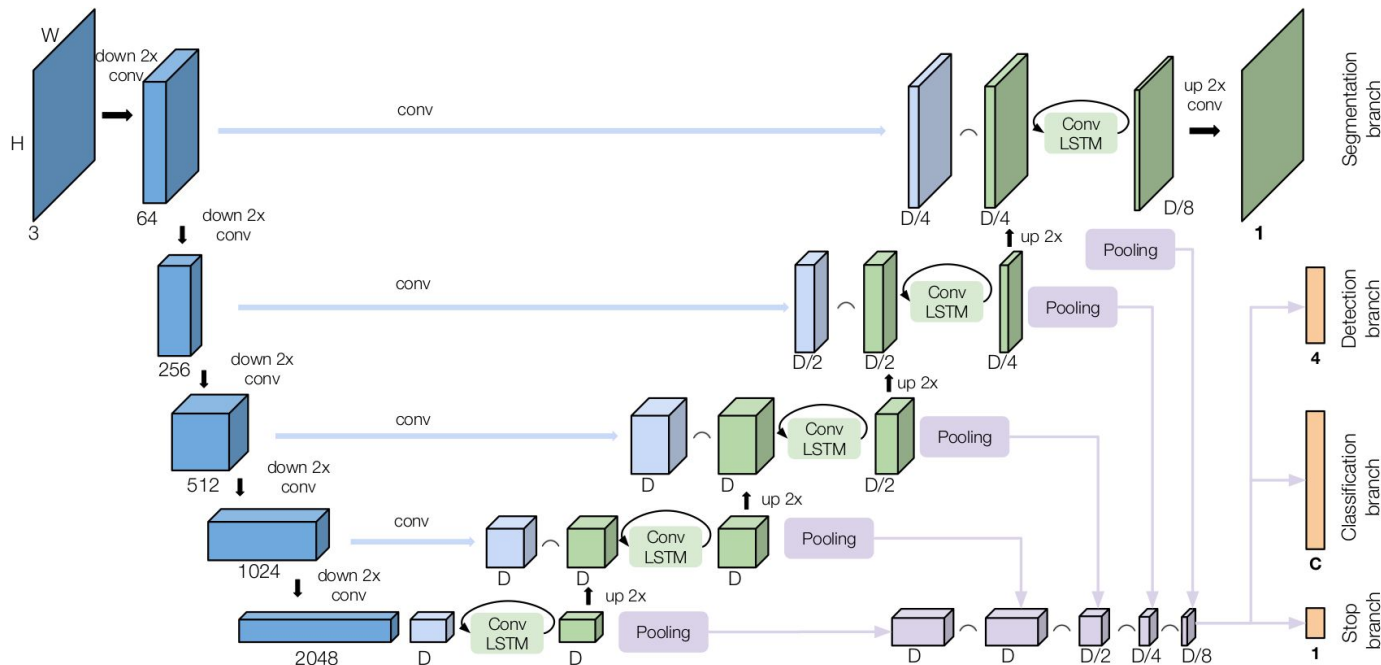 W
H
3
down 2x
conv
64
conv
D/4
D/4
Conv
LSTM
D/8
up 2x
conv
1
Segmentation
branch
down 2x
conv
256
conv
D/2
D/2
Conv
LSTM
D/4
up 2x
Pooling
Pooling
4
Detection
branch
down 2x
conv
512
conv
D
D
Conv
LSTM
D/2
up 2x
Pooling
C
Classification
branch
down 2x
conv
1024
conv
D
D
Conv
LSTM
D
up 2x
Pooling
down 2x
conv
2048
D
Conv
LSTM
D
up 2x
Pooling
D
D
D/2
D/4
D/8
1
Stop
branch